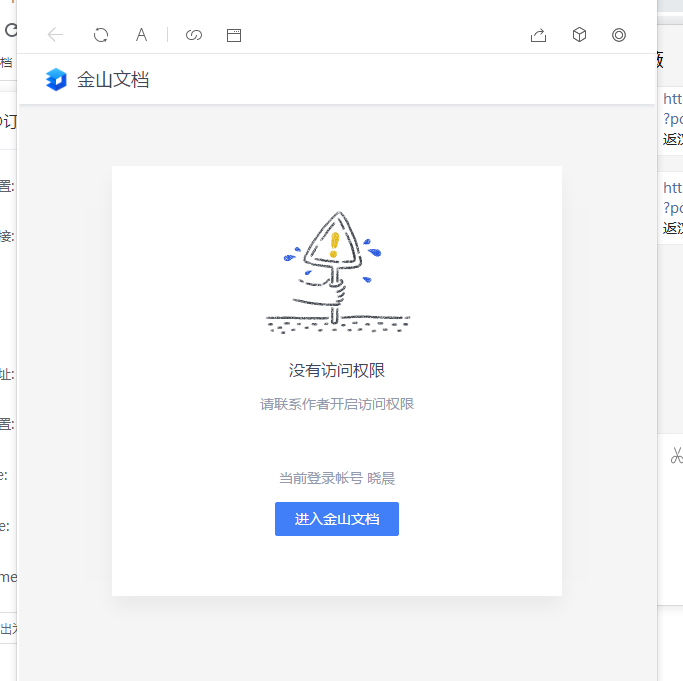 金山文档
没有访问权限
请联系作者开启访问权限
当前登录帐号 晓晨
进入金山文档
档
订
置:
接:
址:
置:
e:
e:
me
出为
薇
htt
?po
返
htt
?po
返